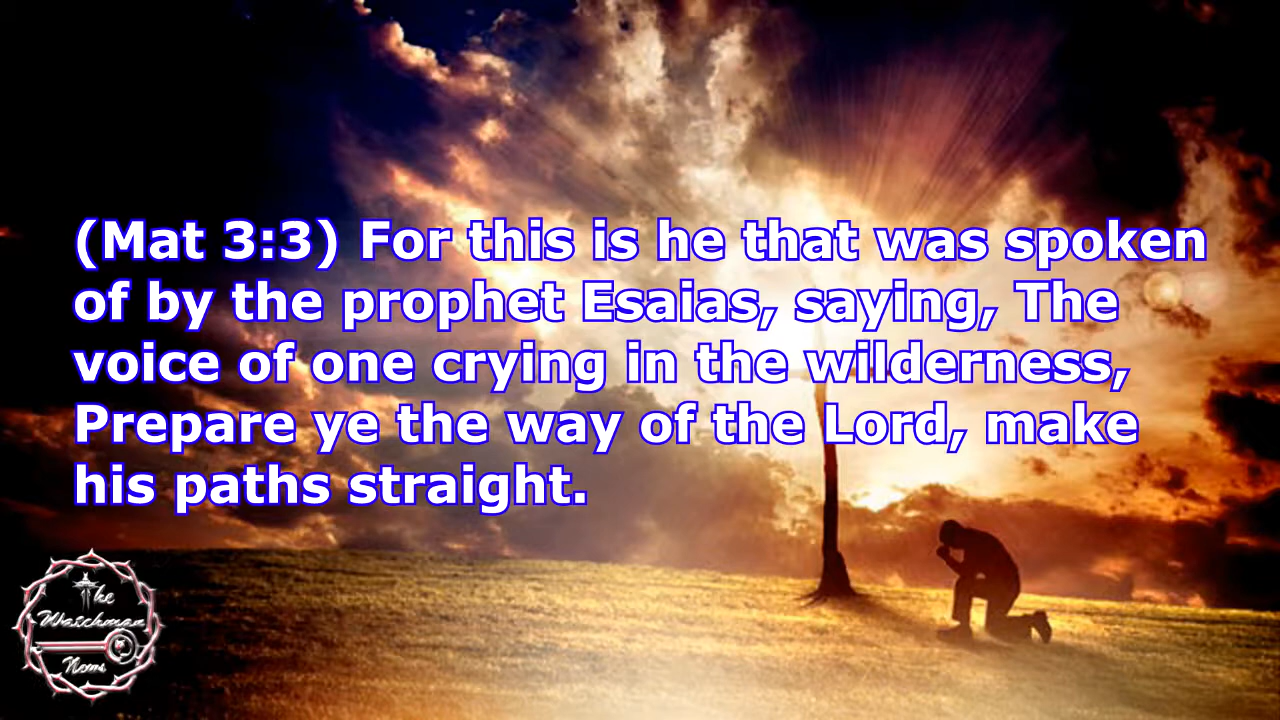 (Mat 3:3) For this is he that was spoken
of by the prophet Esaias, saying, The
voice of one crying in the wilderness,
Prepare ye the way of the Lord, make
his paths straight.
The
Waschman
News